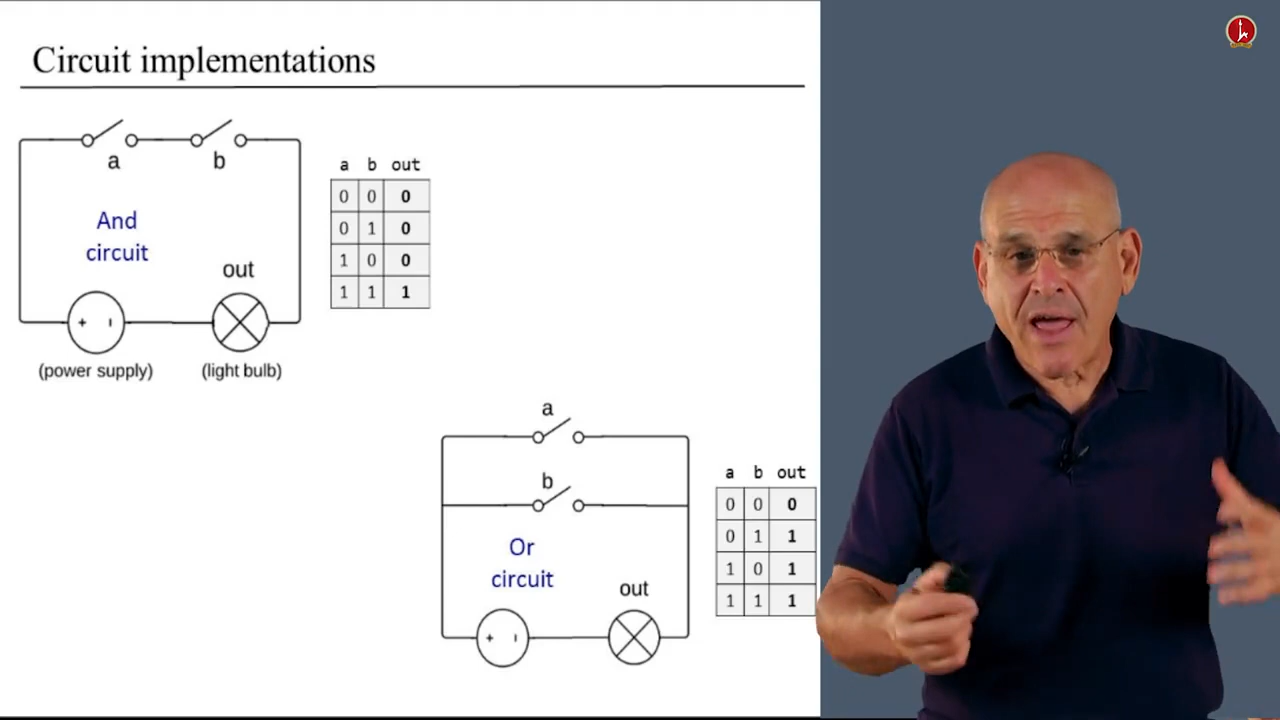 Circuit implementations
a b
And
circuit
out
+ ı
(power supply) (light bulb)
a b out
0 0 0
0 1 0
1 0 0
1 1 1
a
b
Or
circuit
out
+ ı
a b out
0 0 0
0 1 1
1 0 1
1 1 1